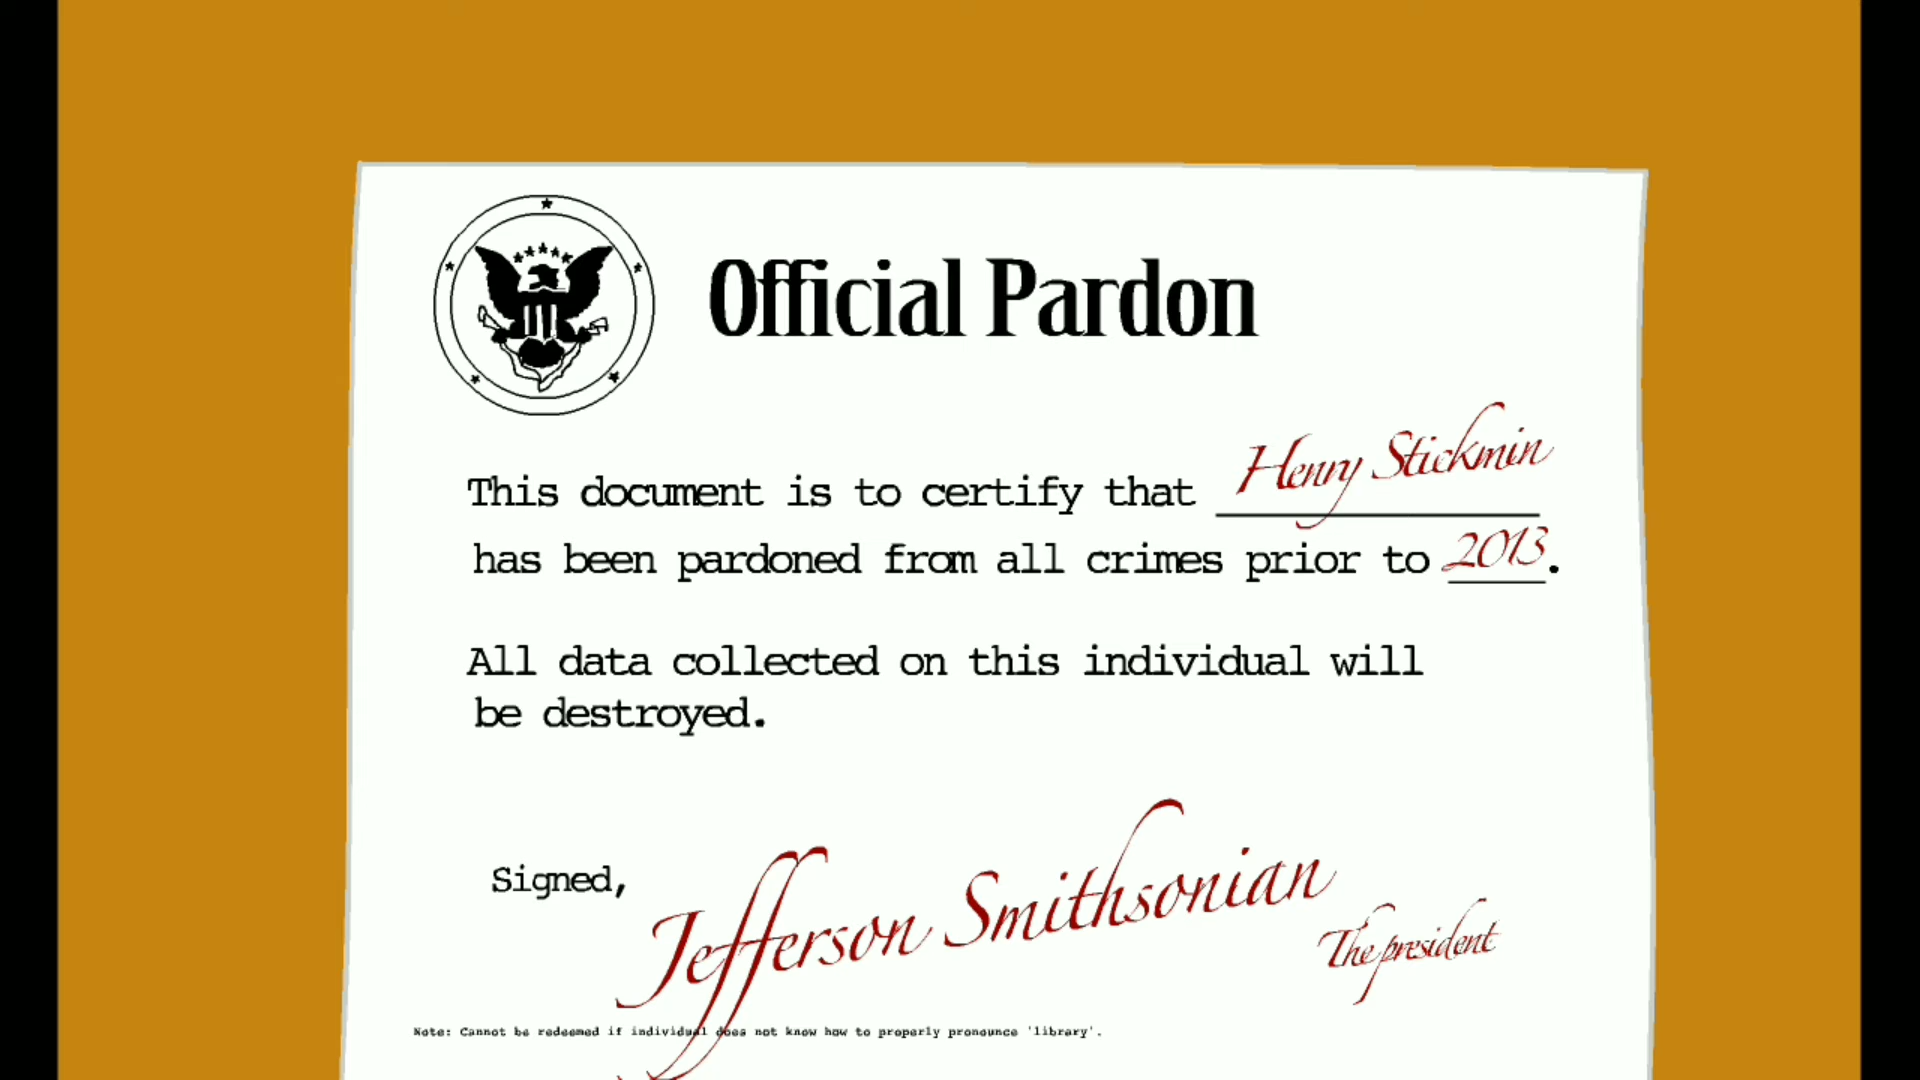 Official Pardon
This document is to certify that Henry Stickmin
has been pardoned from all crimes prior to 2013.
All data collected on this individual will
be destroyed.
Signed, Jefferson Smithsonian
The president
Note: Cannot be redeemed if individual does not know how to properly pronounce 'library'.